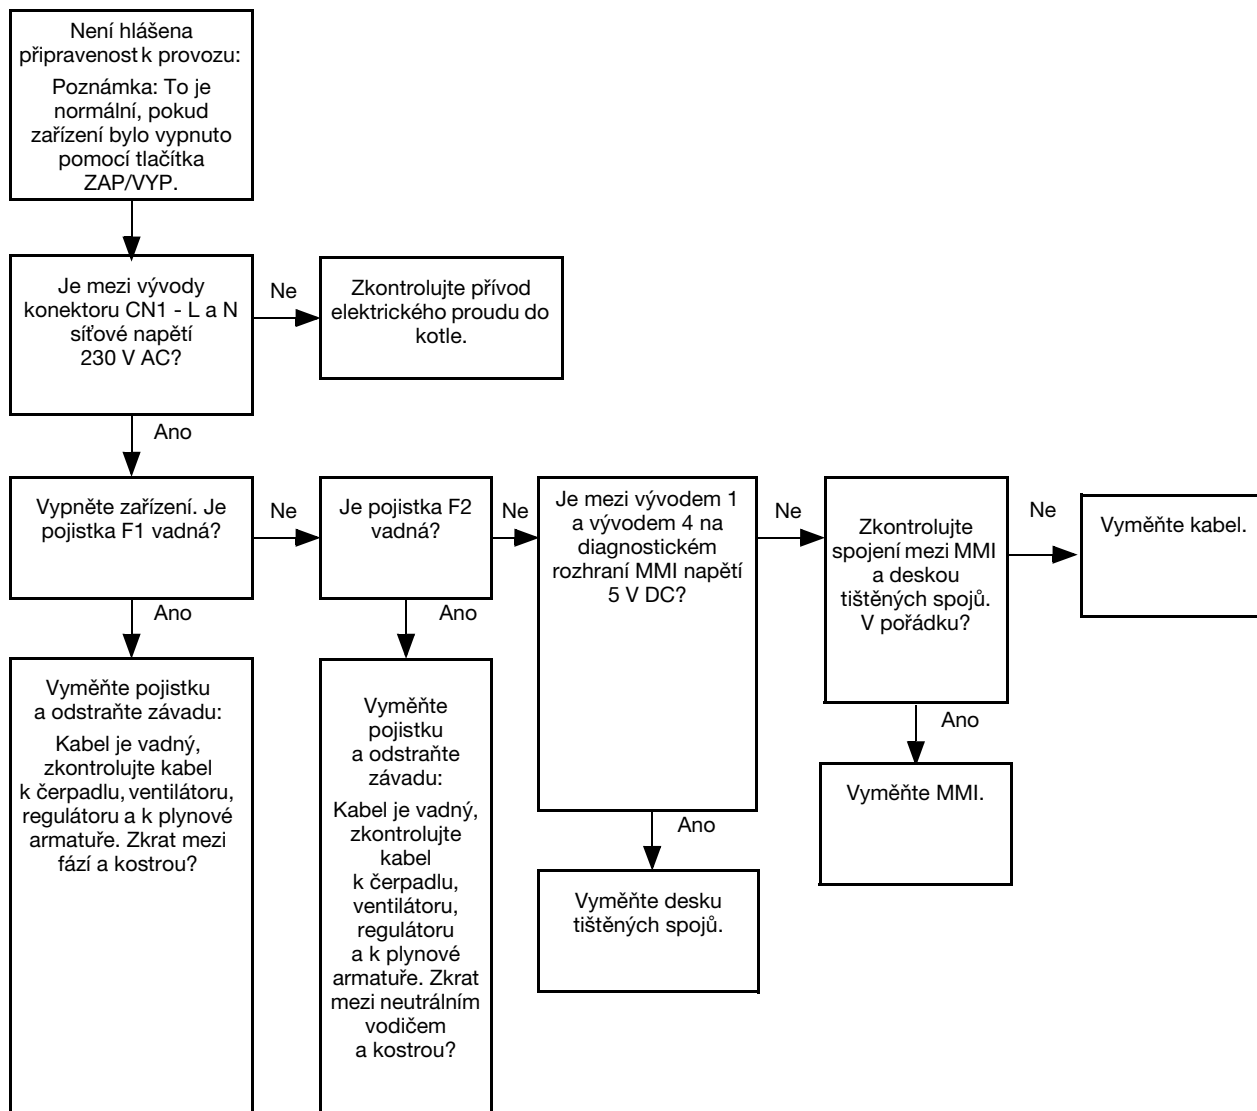 Není hlášena
připravenost k provozu:
Poznámka: To je
normální, pokud
zařízení bylo vypnuto
pomocí tlačítka
ZAP/VYP.
Je mezi vývody
konektoru CN1 - L a N
síťové napětí
230 V AC?
Ne
Zkontrolujte přívod
elektrického proudu do
kotle.
Ano
Vypněte zařízení. Je
pojistka F1 vadná?
Ne
Je pojistka F2
vadná?
Ne
Je mezi vývodem 1
a vývodem 4 na
diagnostickém
rozhraní MMI napětí
5 V DC?
Ne
Zkontrolujte
spojení mezi MMI
a deskou
tištěných spojů.
V pořádku?
Ne
Vyměňte kabel.
Ano
Vyměňte pojistku
a odstraňte závadu:
Kabel je vadný,
zkontrolujte kabel
k čerpadlu, ventilátoru,
regulátoru a k plynové
armatuře. Zkrat mezi
fází a kostrou?
Ano
Vyměňte
pojistku
a odstraňte
závadu:
Kabel je vadný,
zkontrolujte
kabel
k čerpadlu,
ventilátoru,
regulátoru
a k plynové
armatuře. Zkrat
mezi neutrálním
vodičem
a kostrou?
Ano
Vyměňte desku
tištěných spojů.
Ano
Vyměňte MMI.